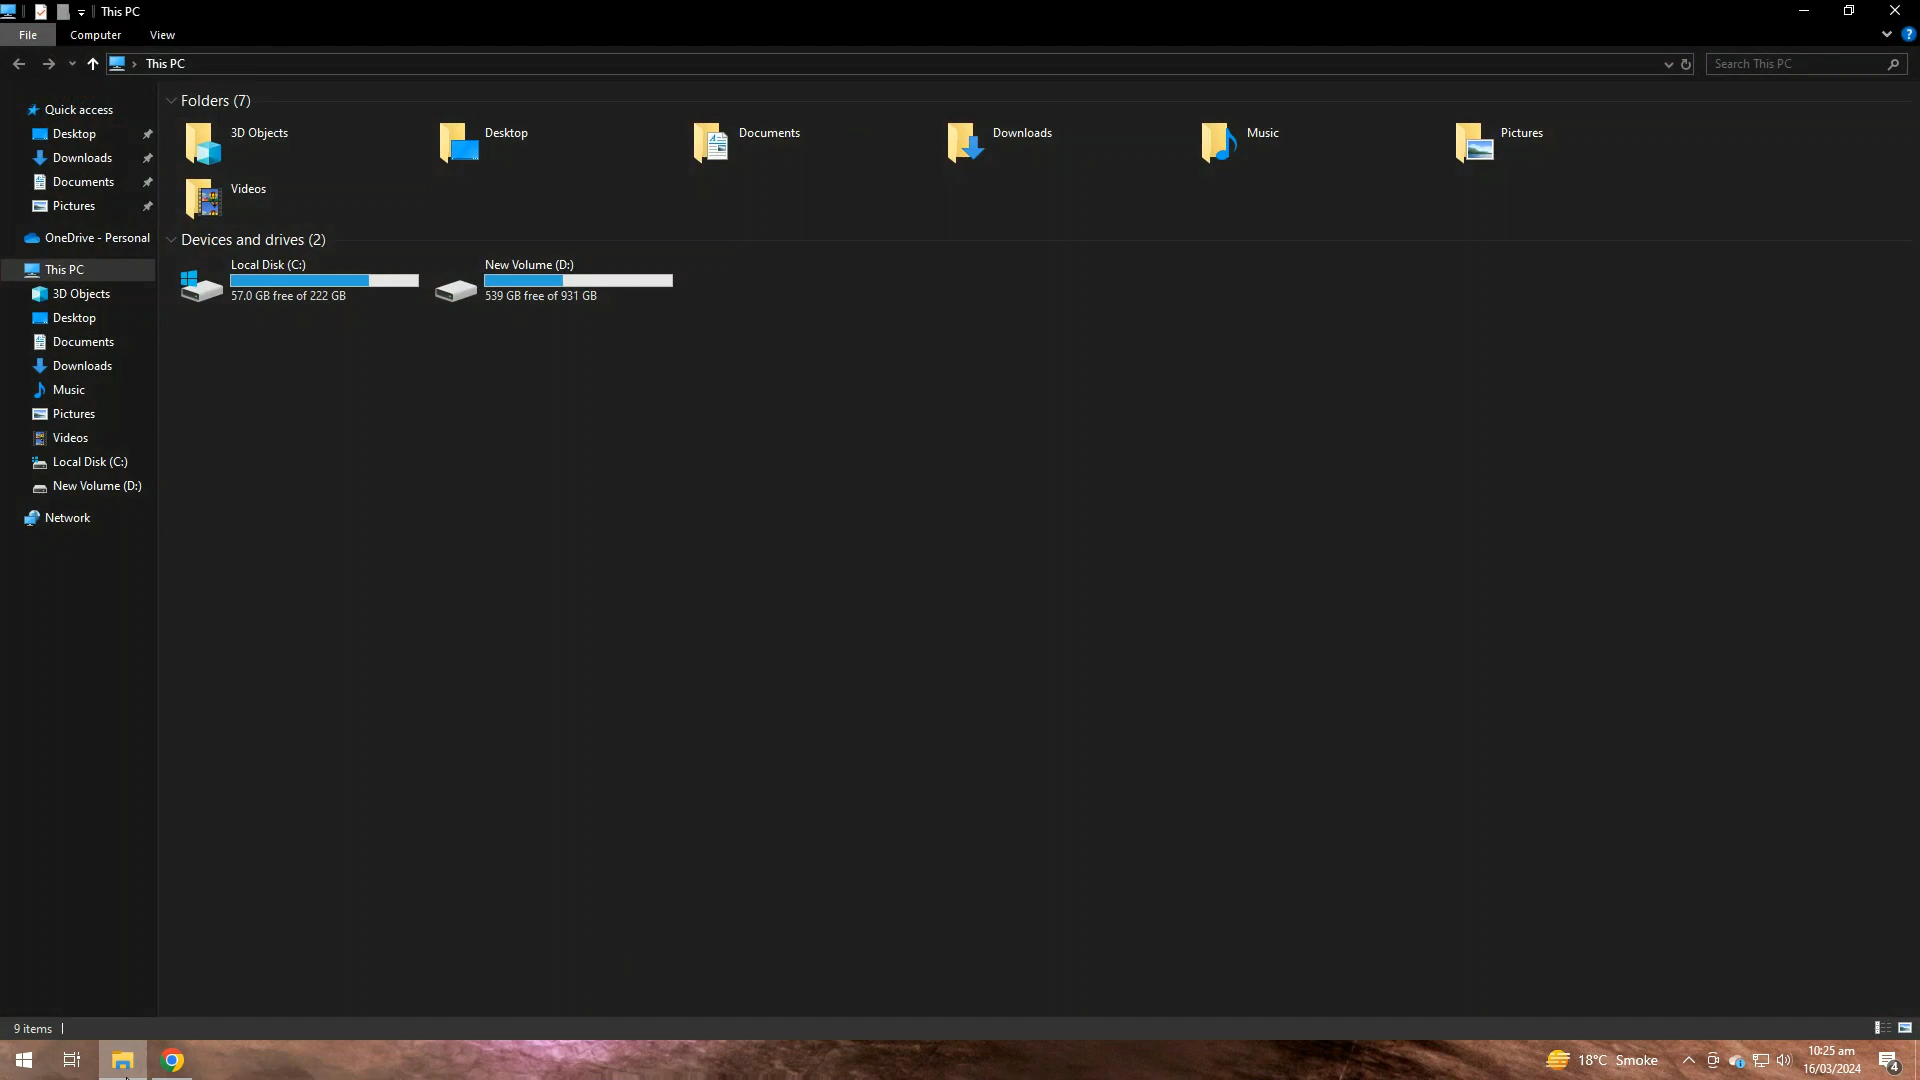 This PC
File
Computer
View
?
This PC
Search This PC
Quick access
Desktop
Downloads
Documents
Pictures
OneDrive - Personal
This PC
3D Objects
Desktop
Documents
Downloads
Music
Pictures
Videos
Local Disk (C:)
New Volume (D:)
Network
Folders (7)
3D Objects
Desktop
Documents
Downloads
Music
Pictures
Videos
Devices and drives (2)
Local Disk (C:)
57.0 GB free of 222 GB
New Volume (D:)
539 GB free of 931 GB
9 items
18°C Smoke
10:25 am
16/03/2024
4